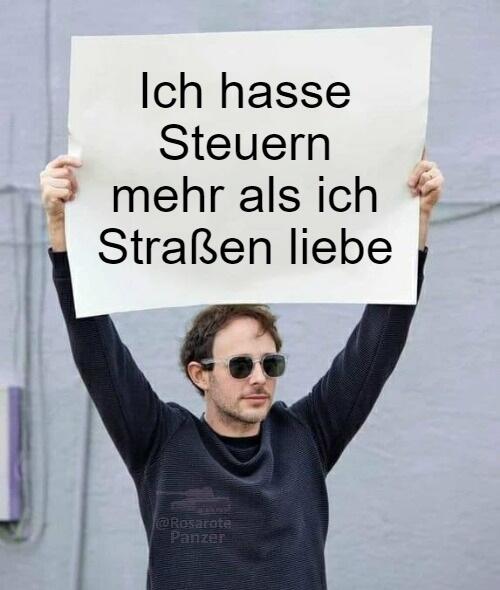 Ich hasse
Steuern
mehr als ich
Straßen liebe
@Rosarote
Panzer